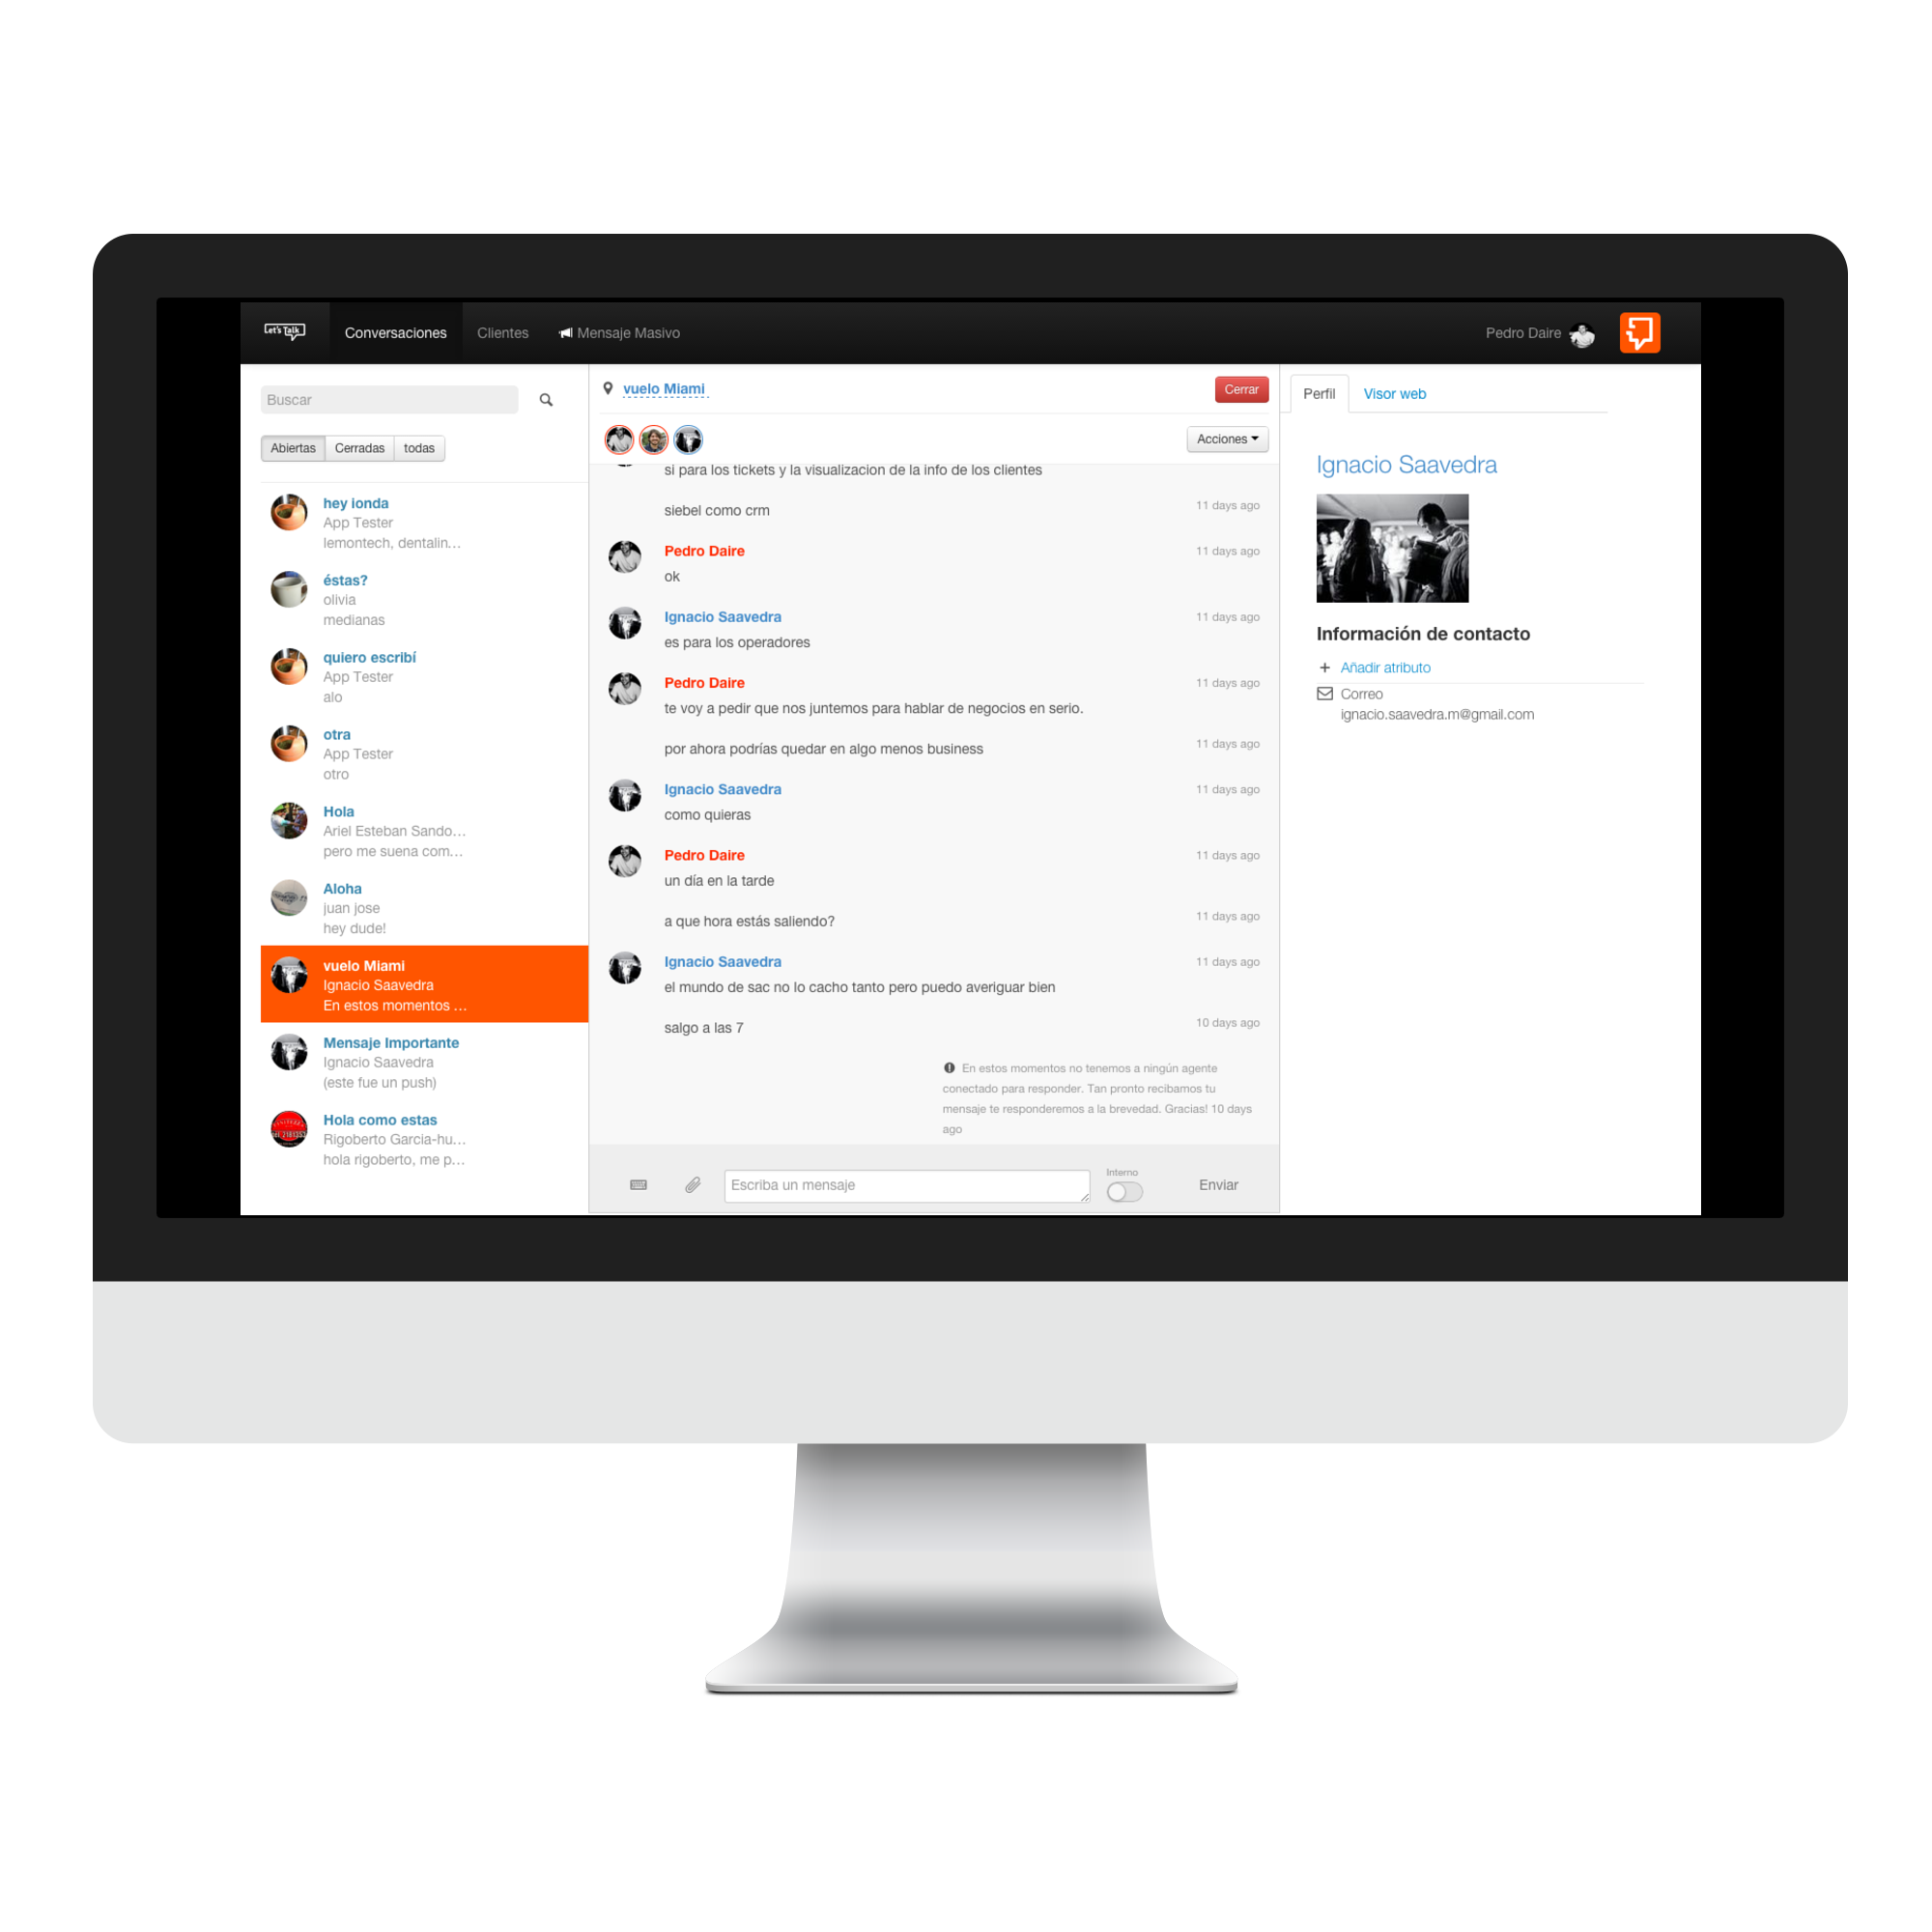 Let's Talk
Conversaciones
Clientes
Mensaje Masivo
Pedro Daire
Buscar
Abiertas
Cerradas
todas
hey ionda
App Tester
lemontech, dentalin...
éstas?
olivia
medianas
quiero escribí
App Tester
alo
otra
App Tester
otro
Hola
Ariel Esteban Sando...
pero me suena com...
Aloha
juan jose
hey dude!
vuelo Miami
Ignacio Saavedra
En estos momentos ...
Mensaje Importante
Ignacio Saavedra
(este fue un push)
Hola como estas
Rigoberto Garcia-hu...
hola rigoberto, me p...
vuelo Miami
Cerrar
Acciones
si para los tickets y la visualizacion de la info de los clientes
siebel como crm
11 days ago
Pedro Daire
11 days ago
ok
Ignacio Saavedra
11 days ago
es para los operadores
Pedro Daire
11 days ago
te voy a pedir que nos juntemos para hablar de negocios en serio.
por ahora podrías quedar en algo menos business
11 days ago
Ignacio Saavedra
11 days ago
como quieras
Pedro Daire
11 days ago
un día en la tarde
a que hora estás saliendo?
11 days ago
Ignacio Saavedra
11 days ago
el mundo de sac no lo cacho tanto pero puedo averiguar bien
salgo a las 7
10 days ago
En estos momentos no tenemos a ningún agente
conectado para responder. Tan pronto recibamos tu
mensaje te responderemos a la brevedad. Gracias! 10 days
ago
Escriba un mensaje
Interno
Enviar
Perfil
Visor web
Ignacio Saavedra
Información de contacto
+ Añadir atributo
Correo
ignacio.saavedra.m@gmail.com